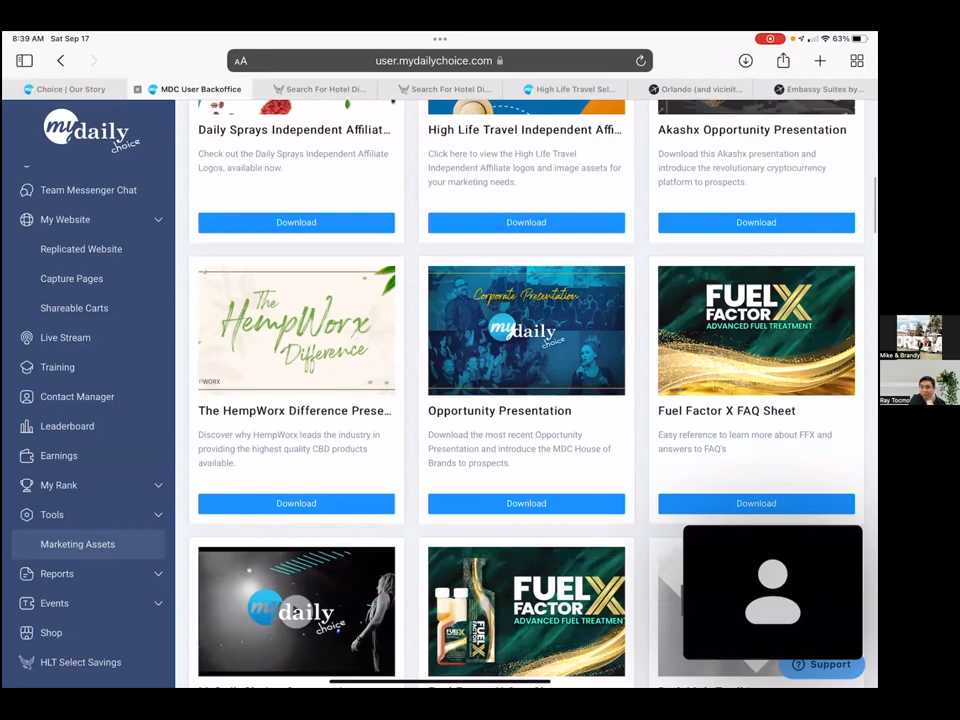 8:39 AM Sat Sep 17
63%
AA
user.mydailychoice.com
Choice | Our Story
MDC User Backoffice
Search For Hotel Di...
Search For Hotel Di...
High Life Travel Sel...
Orlando (and vicinit...
Embassy Suites by...
my daily choice
Team Messenger Chat
My Website
Replicated Website
Capture Pages
Shareable Carts
Live Stream
Training
Contact Manager
Leaderboard
Earnings
My Rank
Tools
Marketing Assets
Reports
Events
Shop
HLT Select Savings
Daily Sprays Independent Affiliat...
Check out the Daily Sprays Independent Affiliate
Logos, available now.
Download
High Life Travel Independent Affi...
Click here to view the High Life Travel
Independent Affiliate logos and image assets for
your marketing needs.
Download
Akashx Opportunity Presentation
Download this Akashx presentation and
introduce the revolutionary cryptocurrency
platform to prospects.
Download
The
HempWorx
Difference
PWORX
The HempWorx Difference Prese...
Discover why HempWorx leads the industry in
providing the highest quality CBD products
available.
Download
Corporate Presentation
my daily choice
Opportunity Presentation
Download the most recent Opportunity
Presentation and introduce the MDC House of
Brands to prospects.
Download
FUEL X
FACTOR
ADVANCED FUEL TREATMENT
Fuel Factor X FAQ Sheet
Easy reference to learn more about FFX and
answers to FAQ's
Download
my daily choice
FUEL X
FACTOR
ADVANCED FUEL TREATMEN
Support
Mike & Brandy
Ray Tocmo